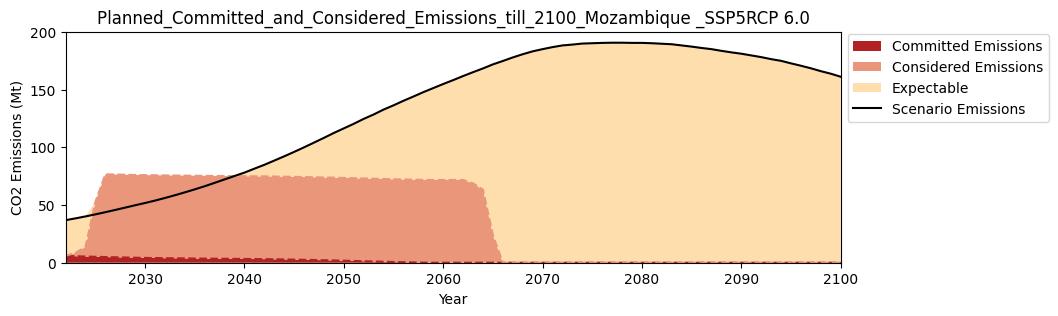 Planned_Committed_and_Considered_Emissions_till_2100_Mozambique _SSP5RCP 6.0
200
150
100
50
0
CO2 Emissions (Mt)
2030 2040 2050 2060 2070 2080 2090 2100
Year
Committed Emissions
Considered Emissions
Expectable
Scenario Emissions